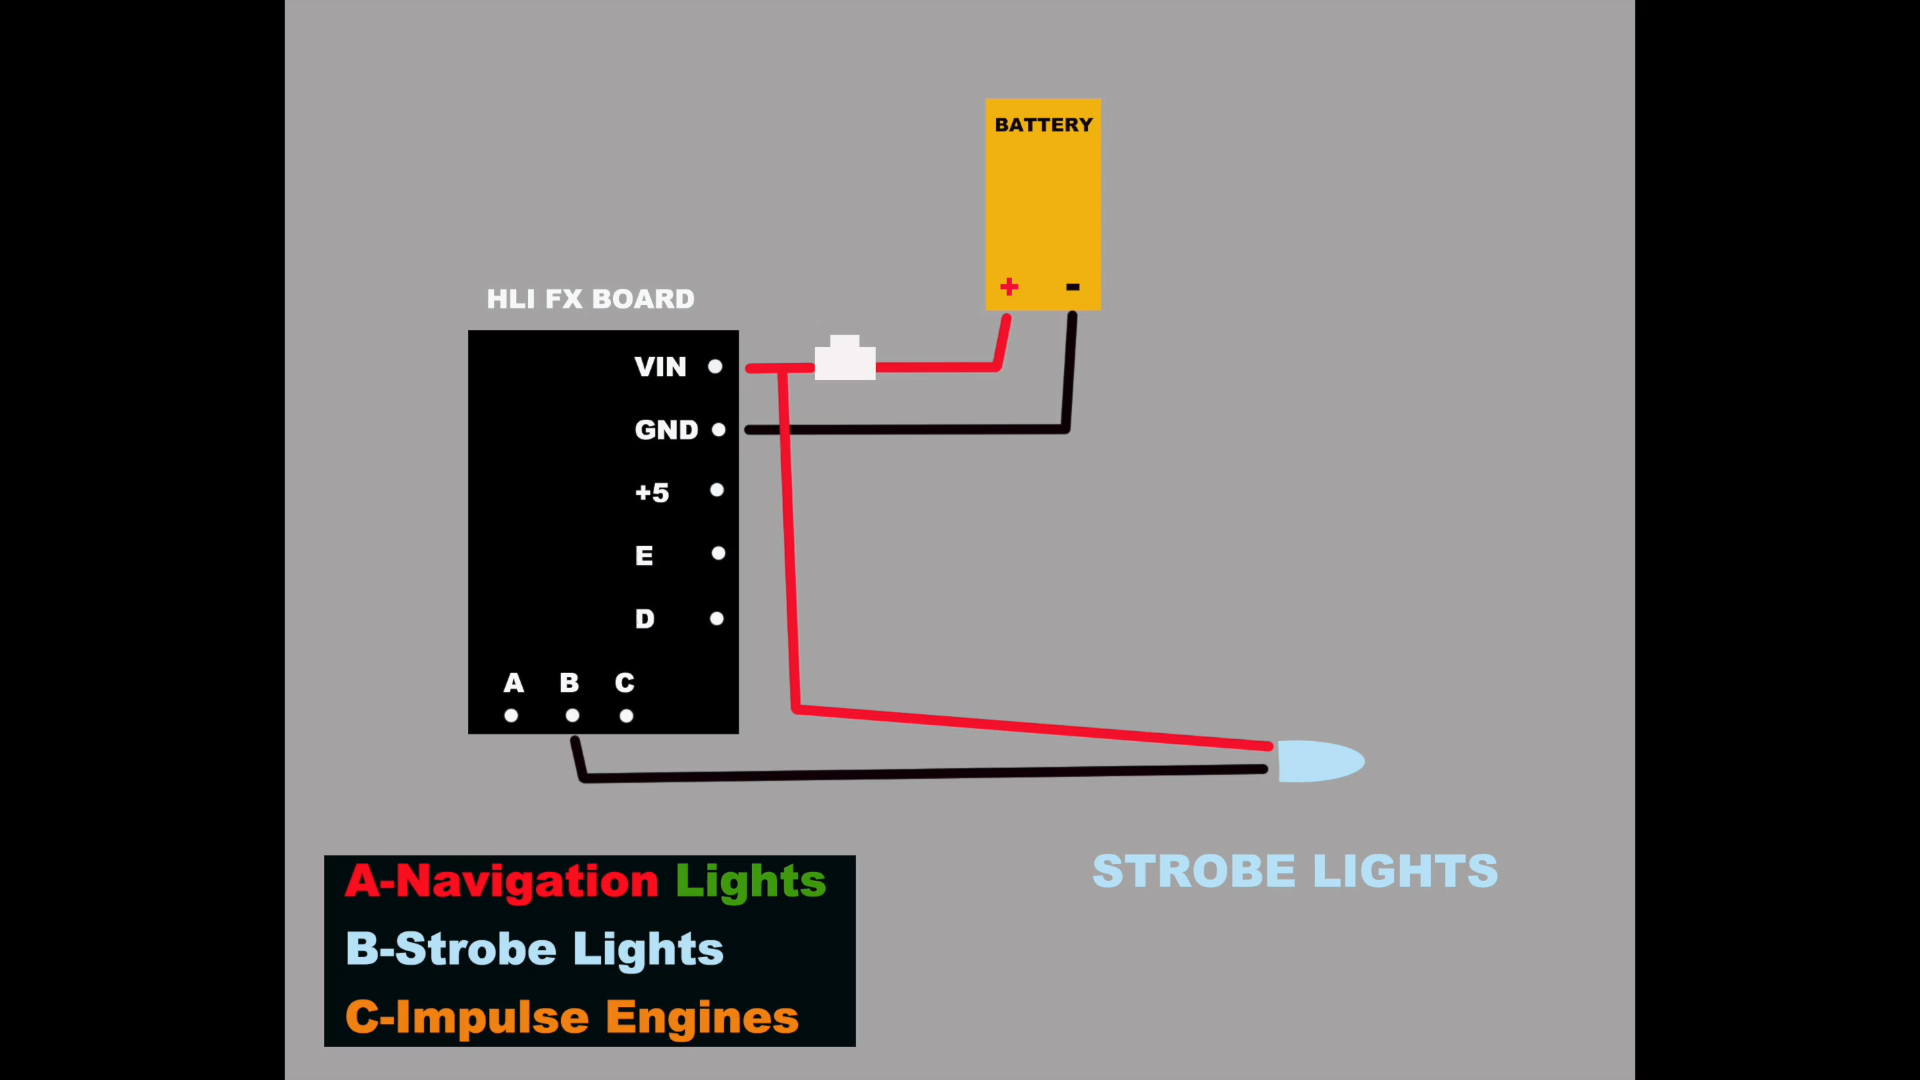 BATTERY
+ -
HLI FX BOARD
VIN
GND
+5
E
D
A B C
STROBE LIGHTS
A-Navigation Lights
B-Strobe Lights
C-Impulse Engines